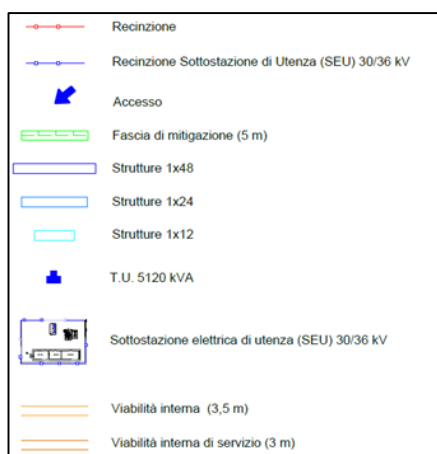 Recinzione
Recinzione Sottostazione di Utenza (SEU) 30/36 kV
Accesso
Fascia di mitigazione (5 m)
Strutture 1x48
Strutture 1x24
Strutture 1x12
T.U. 5120 kVA
Sottostazione elettrica di utenza (SEU) 30/36 kV
Viabilità interna (3,5 m)
Viabilità interna di servizio (3 m)